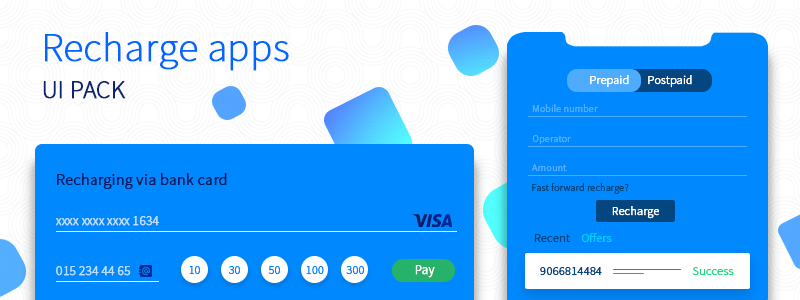 Recharge apps
UI PACK
Recharging via bank card
xxxx xxxx xxxx 1634
VISA
015 234 44 65
10 30 50 100 300
Pay
Prepaid Postpaid
Mobile number
Operator
Amount
Fast forward recharge?
Recharge
Recent Offers
9066814484 Success